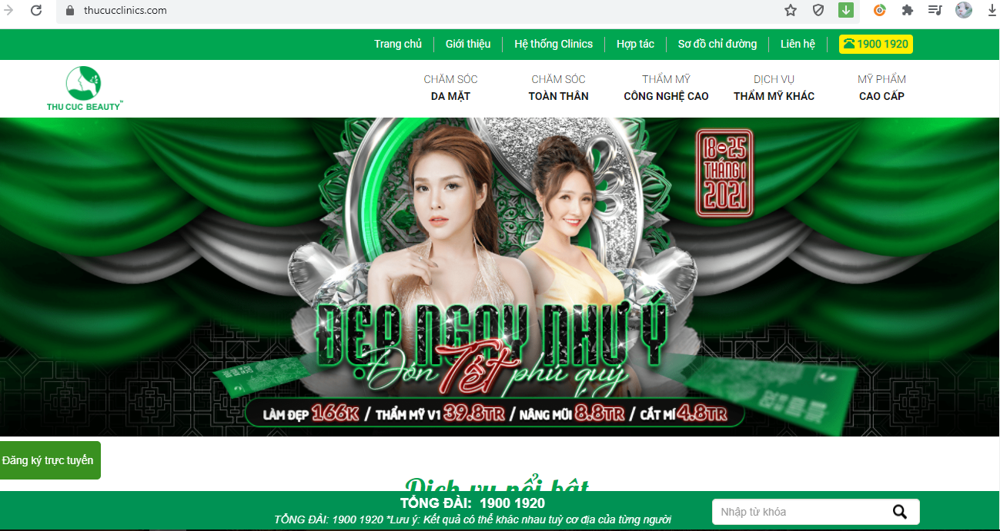 thucucclinics.com
Trang chủ
Giới thiệu
Hệ thống Clinics
Hợp tác
Sơ đồ chỉ đường
Liên hệ
1900 1920
THU CUC BEAUTY
CHĂM SÓC
DA MẶT
CHĂM SÓC
TOÀN THÂN
THẨM MỸ
CÔNG NGHỆ CAO
DỊCH VỤ
THẨM MỸ KHÁC
MỸ PHẨM
CAO CẤP
18-25
THÁNG 1
2021
ĐẸP NGAY NHƯ Ý
Đón Tết phú quý
LÀM ĐẸP 166K / THẨM MỸ V1 39.8TR / NÂNG MŨI 8.8TR / CẮT MÍ 4.8TR
Đăng ký trực tuyến
Dịch vụ nổi bật
TỔNG ĐÀI: 1900 1920
TỔNG ĐÀI: 1900 1920 *Lưu ý: Kết quả có thể khác nhau tuỳ cơ địa của từng người
Nhập từ khóa